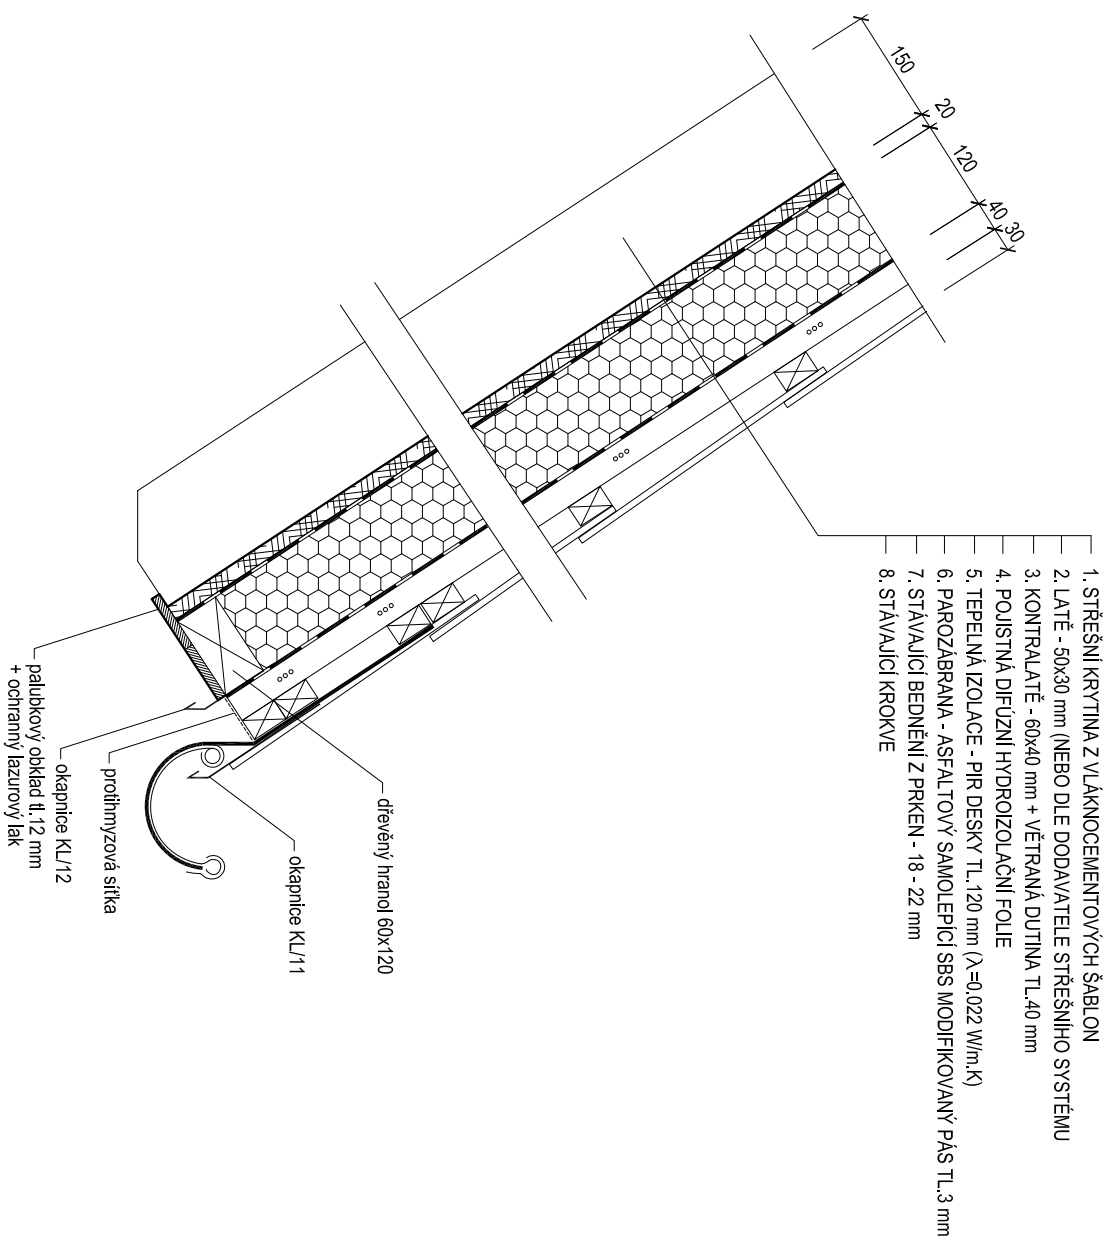 1. STŘEŠNÍ KRYTINA Z VLÁKNOCEMENTOVÝCH ŠABLON
2. LATĚ - 50x30 mm (NEBO DLE DODAVATELE STŘEŠNÍHO SYSTÉMU
3. KONTRALATĚ - 60x40 mm + VĚTRANÁ DUTINA TL.40 mm
4. POJISTNÁ DIFÚZNÍ HYDROIZOLAČNÍ FOLIE
5. TEPELNÁ IZOLACE - PIR DESKY TL.120 mm (λ=0.022 W/m.K)
6. PAROZÁBRANA - ASFALTOVÝ SAMOLEPÍCÍ SBS MODIFIKOVANÝ PÁS TL.3 mm
7. STÁVAJÍCÍ BEDNĚNÍ Z PRKEN - 18 - 22 mm
8. STÁVAJÍCÍ KROKVE
150
20
120
40
30
dřevěný hranol 60x120
okapnice KL/11
protihmyzová síťka
okapnice KL/12
palubkový obklad tl.12 mm
+ ochranný lazurový lak